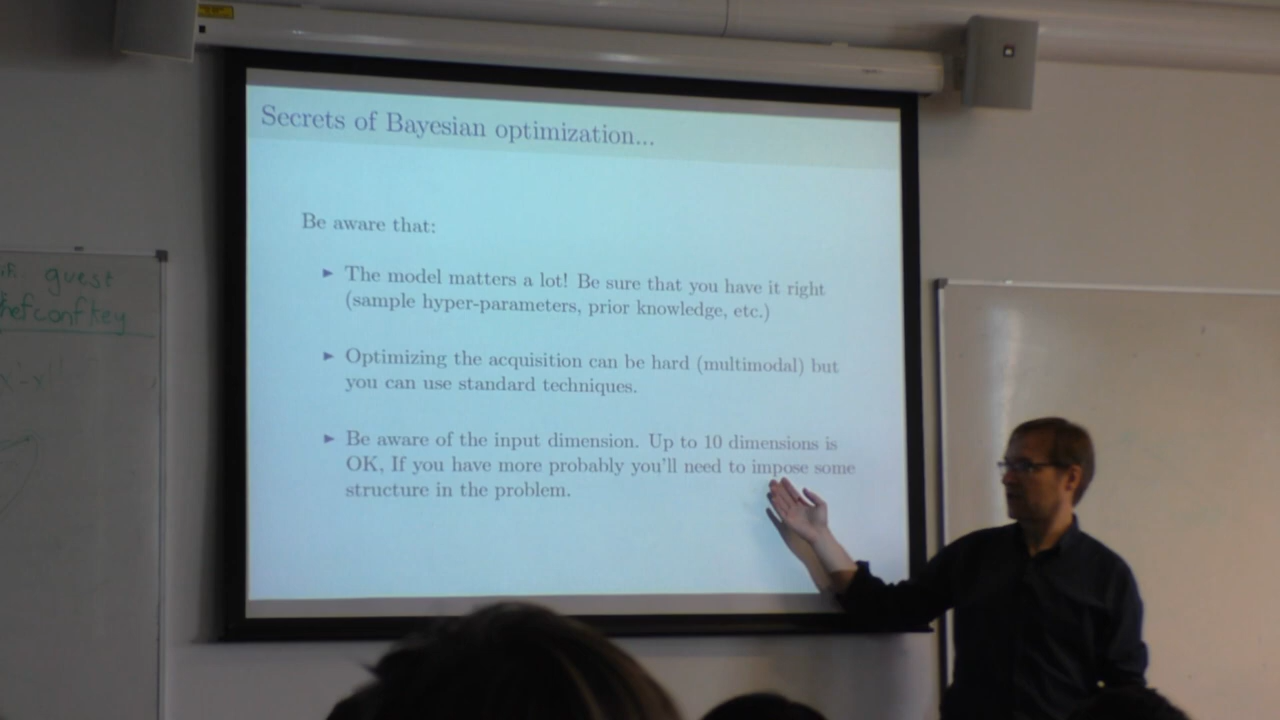 Secrets of Bayesian optimization...
Be aware that:
► The model matters a lot! Be sure that you have it right
(sample hyper-parameters, prior knowledge, etc.)
► Optimizing the acquisition can be hard (multimodal) but
you can use standard techniques.
► Be aware of the input dimension. Up to 10 dimensions is
OK, If you have more probably you'll need to impose some
structure in the problem.
guest